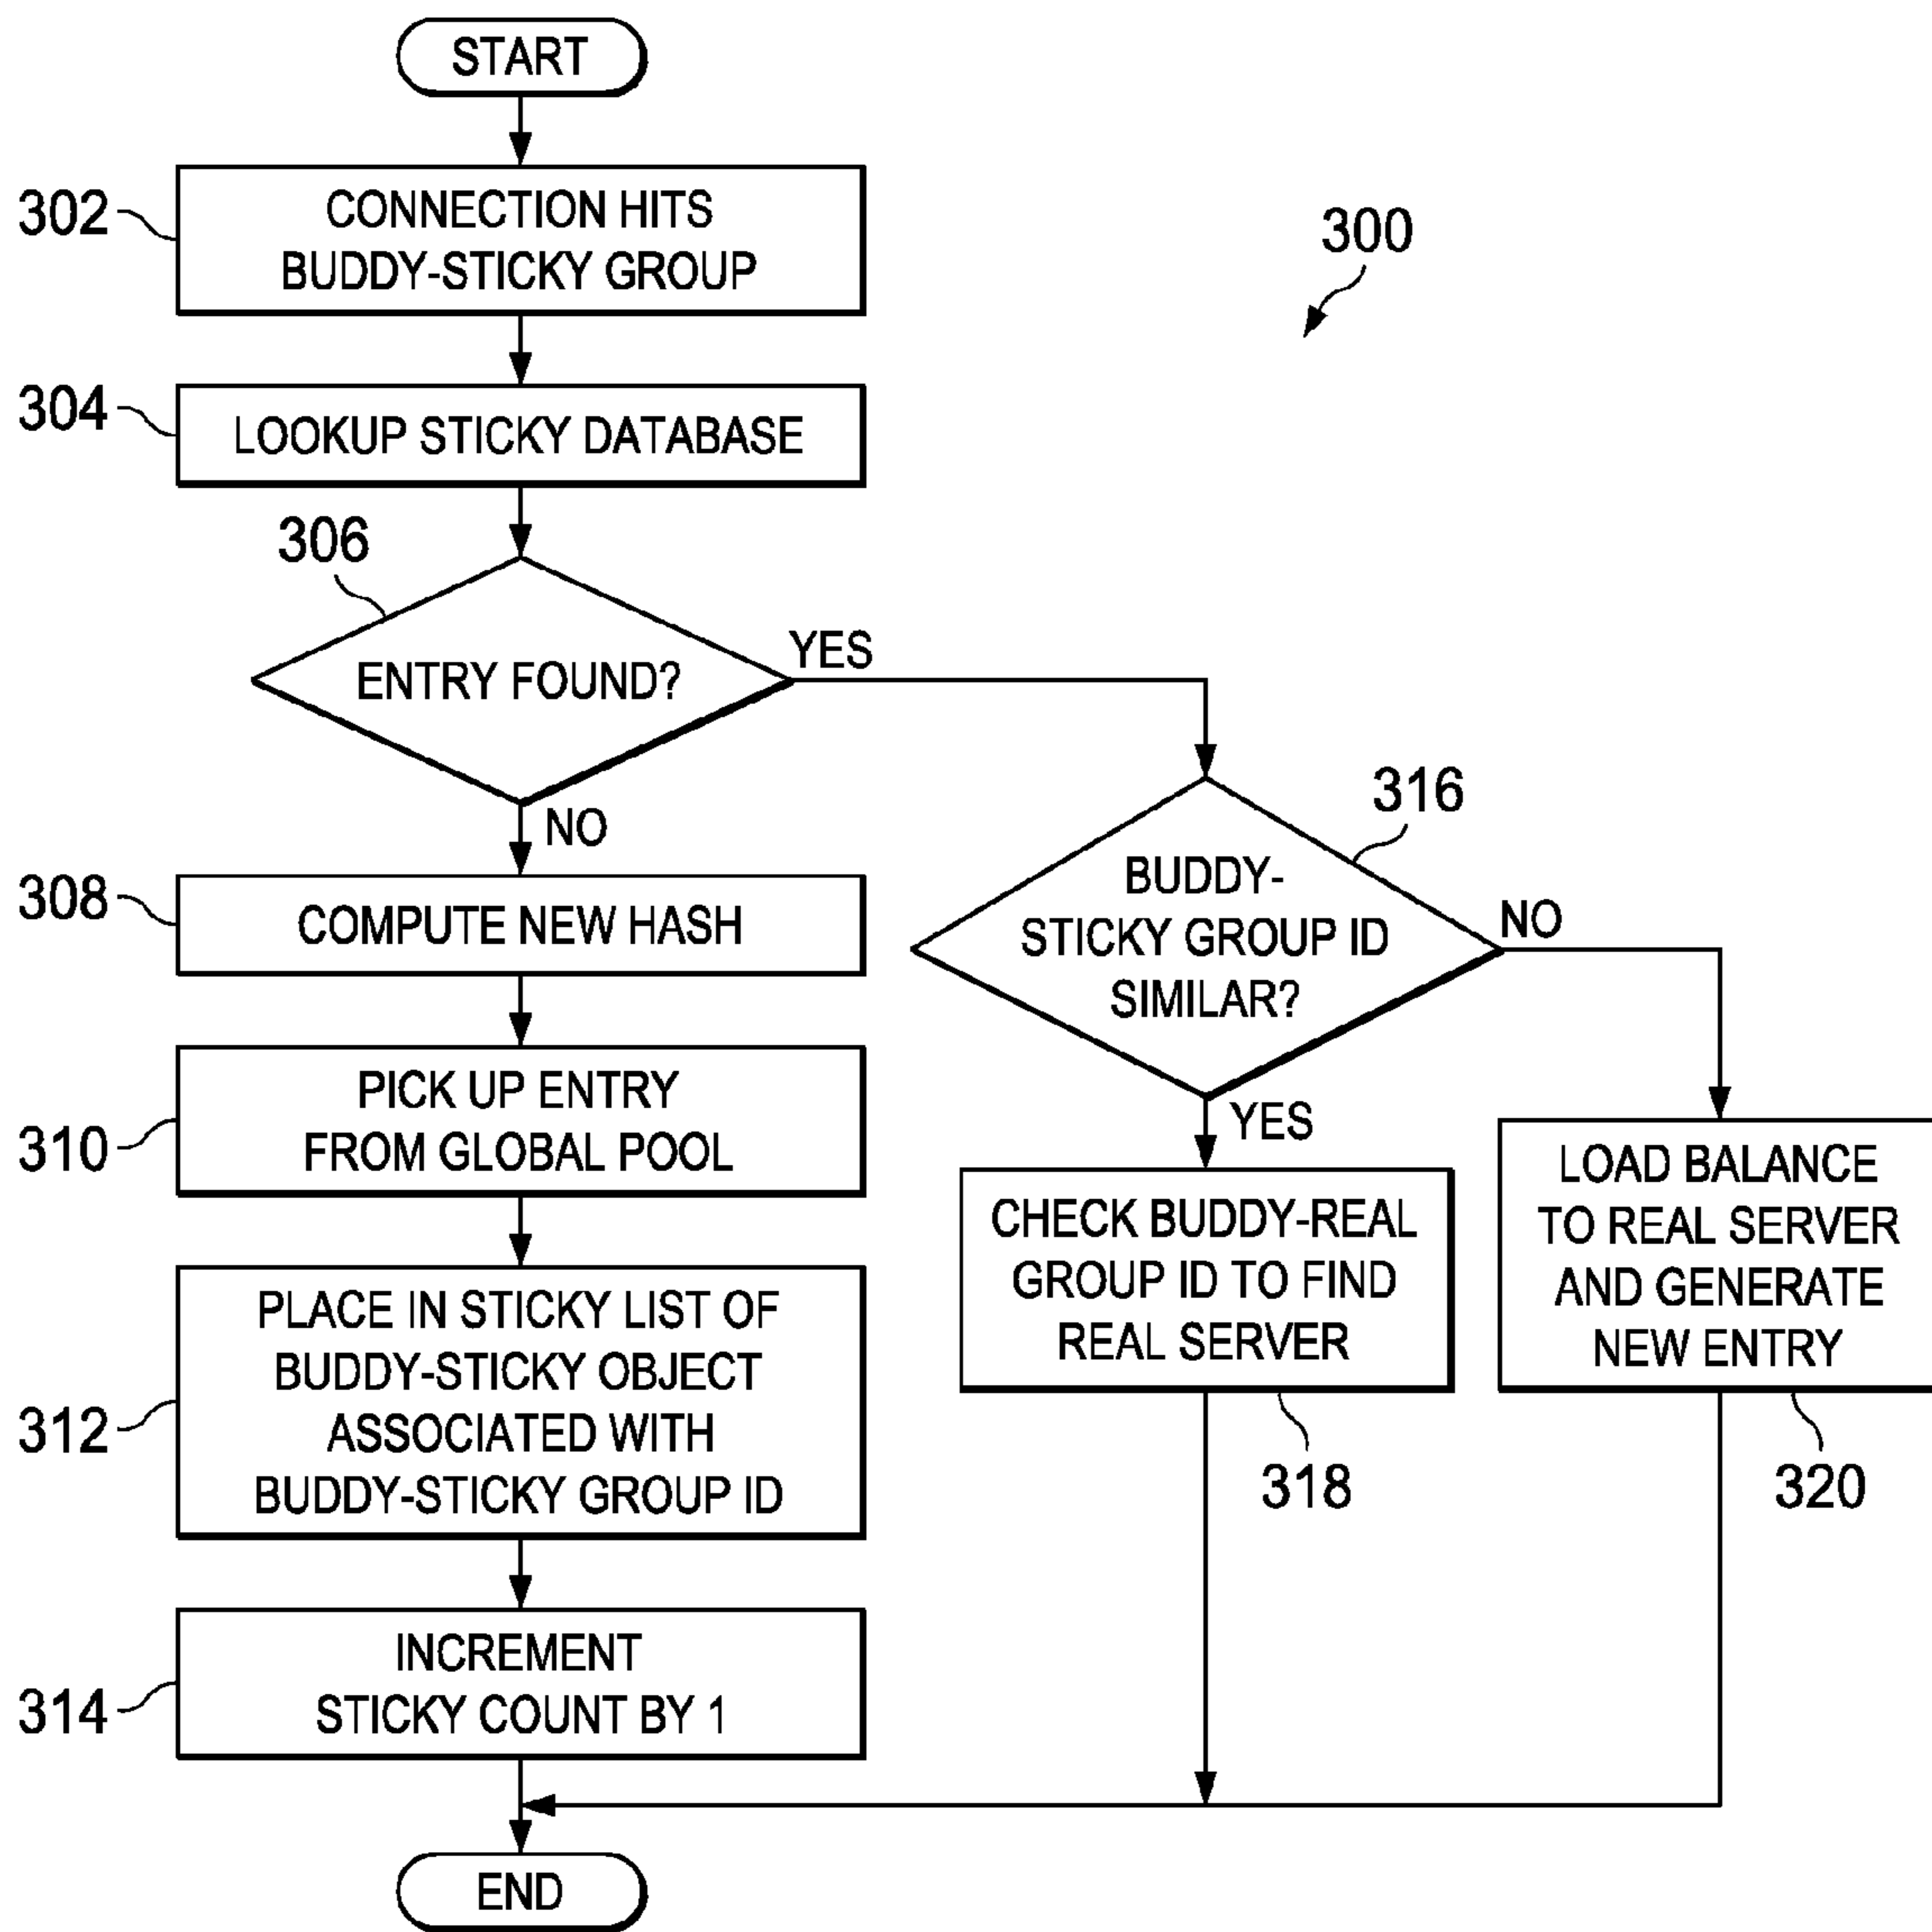 START
302
CONNECTION HITS
BUDDY-STICKY GROUP
300
304
LOOKUP STICKY DATABASE
306
ENTRY FOUND?
YES
NO
316
BUDDY-
STICKY GROUP ID
SIMILAR?
NO
YES
308
COMPUTE NEW HASH
310
PICK UP ENTRY
FROM GLOBAL POOL
312
PLACE IN STICKY LIST OF
BUDDY-STICKY OBJECT
ASSOCIATED WITH
BUDDY-STICKY GROUP ID
CHECK BUDDY-REAL
GROUP ID TO FIND
REAL SERVER
318
LOAD BALANCE
TO REAL SERVER
AND GENERATE
NEW ENTRY
320
314
INCREMENT
STICKY COUNT BY 1
END